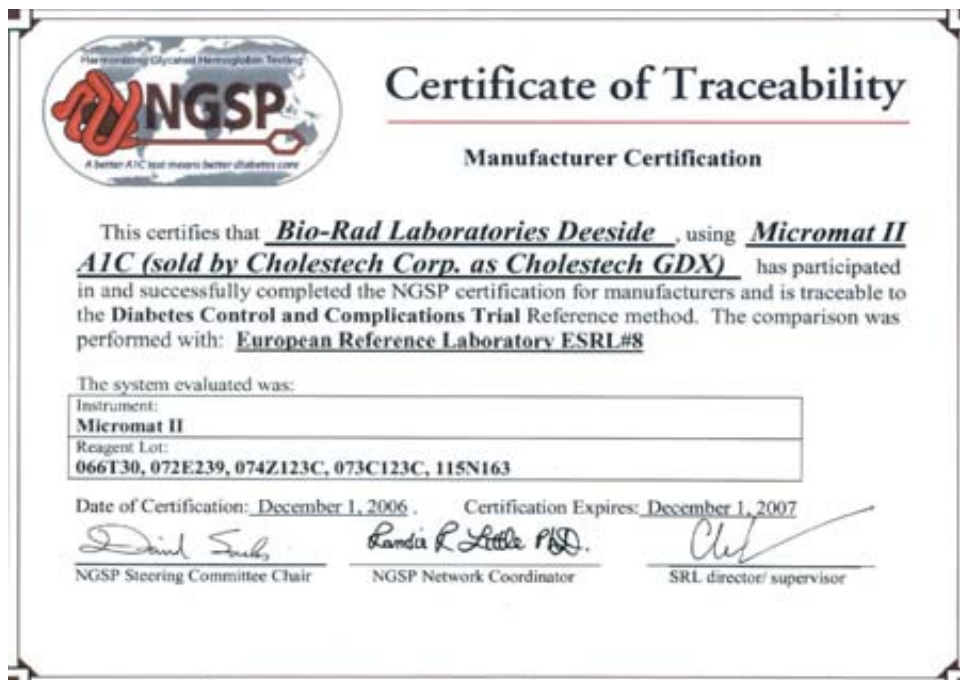 Harmonizing Glycated Hemoglobin Testing
NGSP
A better A1C test means better diabetes care
Certificate of Traceability
Manufacturer Certification
This certifies that Bio-Rad Laboratories Deeside , using Micromat II
A1C (sold by Cholestech Corp. as Cholestech GDX) has participated
in and successfully completed the NGSP certification for manufacturers and is traceable to
the Diabetes Control and Complications Trial Reference method. The comparison was
performed with: European Reference Laboratory ESRL#8
The system evaluated was:
Instrument:
Micromat II
Reagent Lot:
066T30, 072E239, 074Z123C, 073C123C, 115N163
Date of Certification: December 1, 2006 . Certification Expires: December 1, 2007
Randie R Little PhD.
NGSP Steering Committee Chair NGSP Network Coordinator SRL director/ supervisor